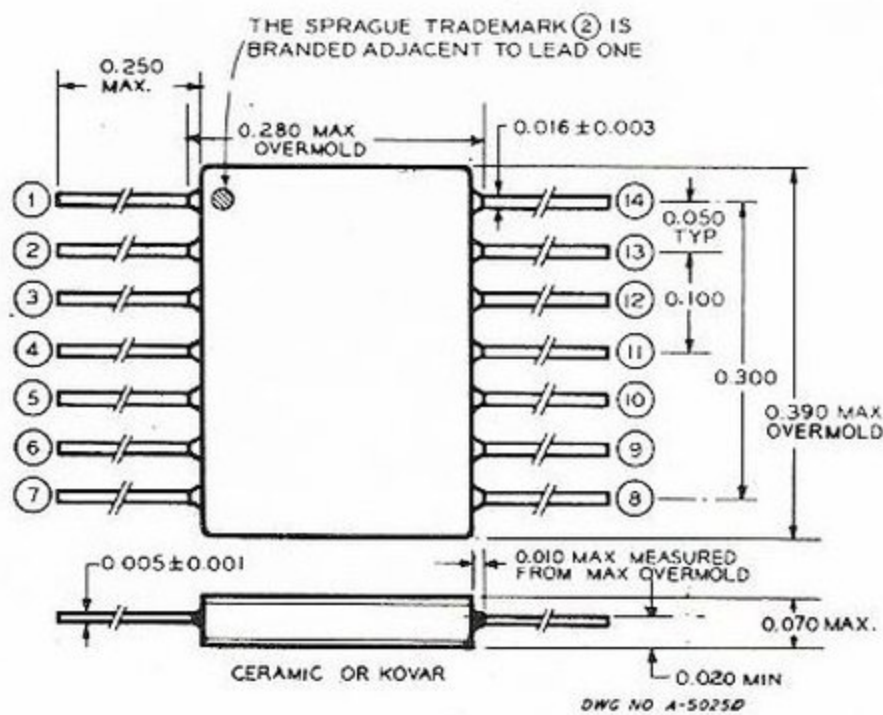 THE SPRAGUE TRADEMARK ② IS
BRANDED ADJACENT TO LEAD ONE
0.250
MAX.
0.280 MAX
OVERMOLD
0.016 ± 0.003
1
14
0.050
TYP
2
13
3
12
0.100
4
11
0.300
5
10
0.390 MAX
OVERMOLD
6
9
7
8
0.005±0.001
0.010 MAX MEASURED
FROM MAX OVERMOLD
0.070 MAX.
CERAMIC OR KOVAR
0.020 MIN
DWG NO A-5025D